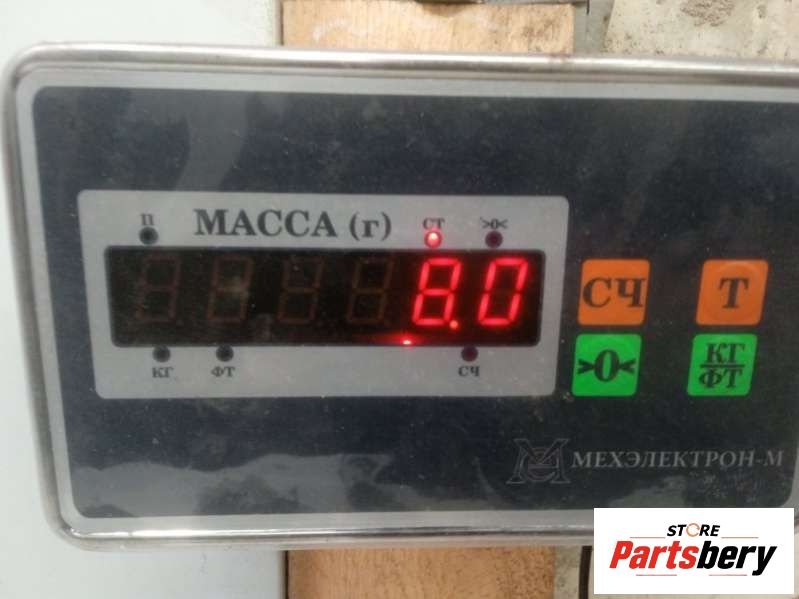 П
МАССА (г)
СТ
>0<
8.0
КГ
ФТ
СЧ
СЧ
Т
>0<
КГ
ФТ
МЕХЭЛЕКТРОН-М
STORE
Partsbery